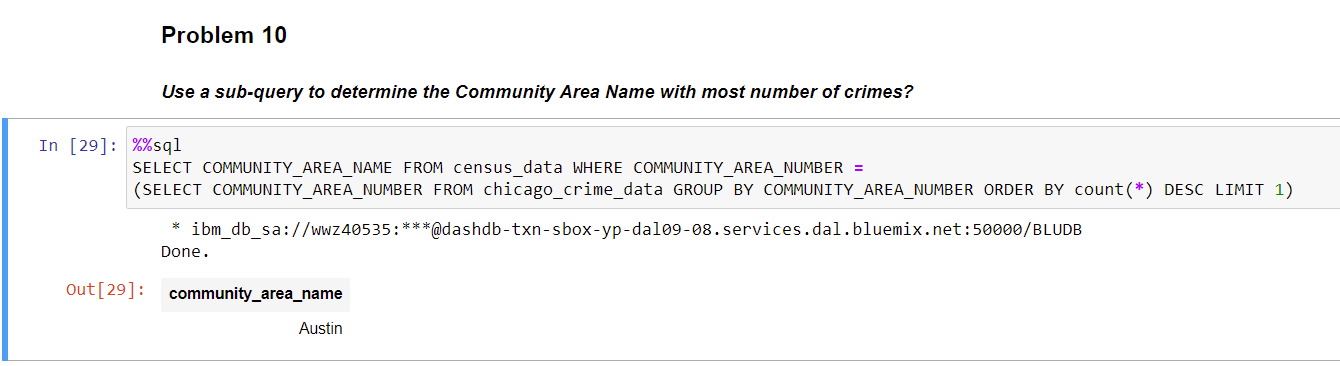 Problem 10
Use a sub-query to determine the Community Area Name with most number of crimes?
In [29]: %%sql
SELECT COMMUNITY_AREA_NAME FROM census_data WHERE COMMUNITY_AREA_NUMBER =
(SELECT COMMUNITY_AREA_NUMBER FROM chicago_crime_data GROUP BY COMMUNITY_AREA_NUMBER ORDER BY count(*) DESC LIMIT 1)
* ibm_db_sa://wwz40535:***@dashdb-txn-sbox-yp-dal09-08.services.dal.bluemix.net:50000/BLUDB
Done.
Out[29]: community_area_name
Austin